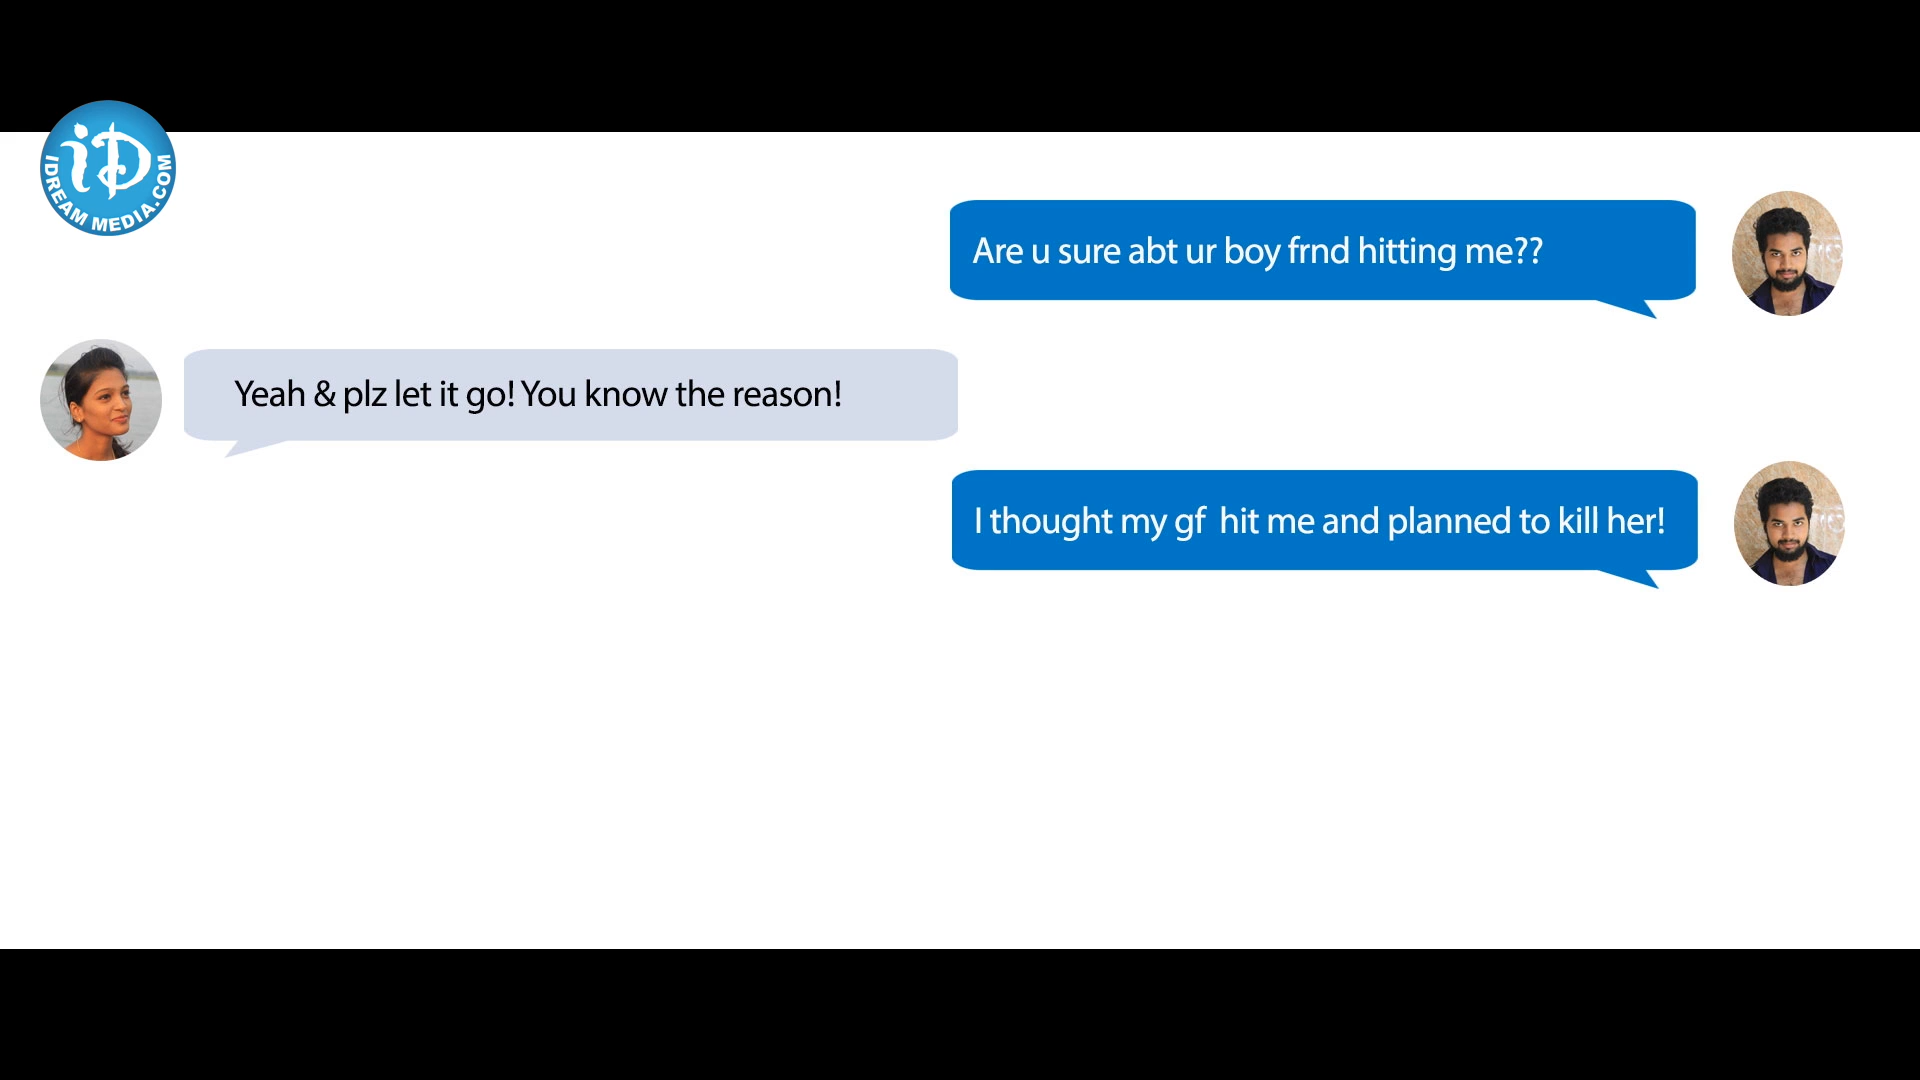 iD
IDREAM MEDIA.COM
Are u sure abt ur boy frnd hitting me??
Yeah & plz let it go! You know the reason!
I thought my gf  hit me and planned to kill her!